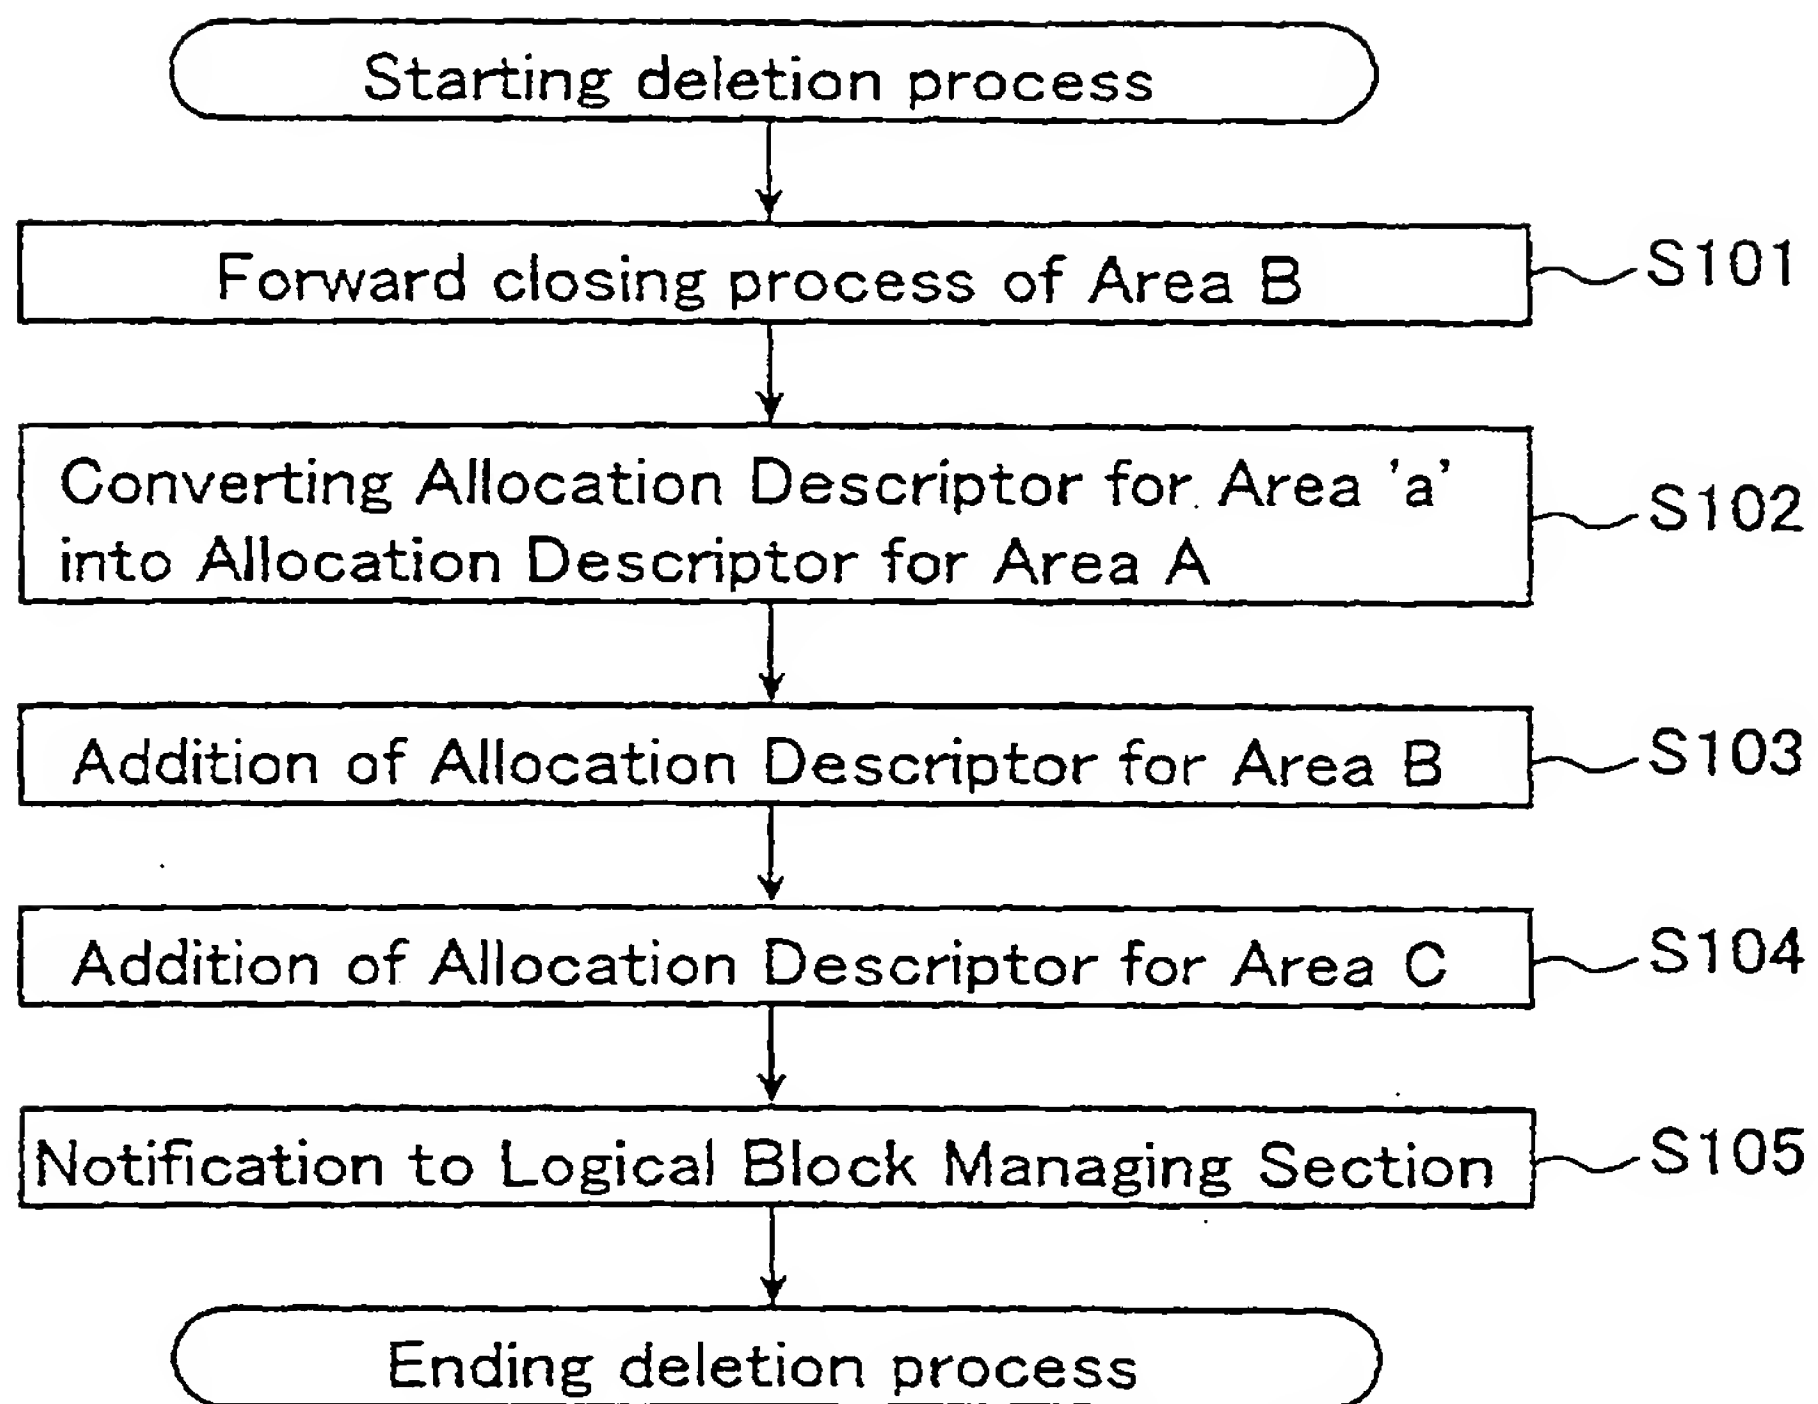 Starting deletion process
Forward closing process of Area B
S101
Converting Allocation Descriptor for Area 'a'
into Allocation Descriptor for Area A
S102
Addition of Allocation Descriptor for Area B
S103
Addition of Allocation Descriptor for Area C
S104
Notification to Logical Block Managing Section
S105
Ending deletion process